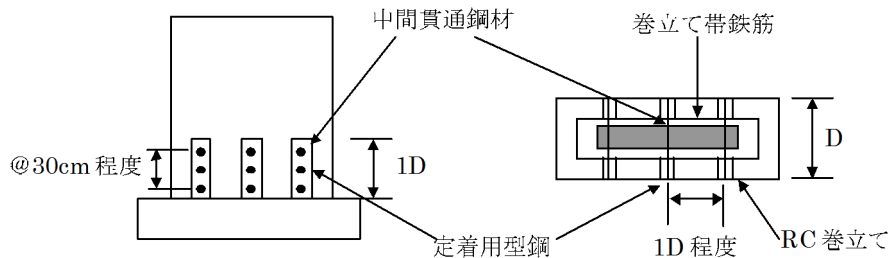 中間貫通鋼材
巻立て帯鉄筋
@30cm 程度
1D
D
定着用型鋼
1D 程度
RC 巻立て